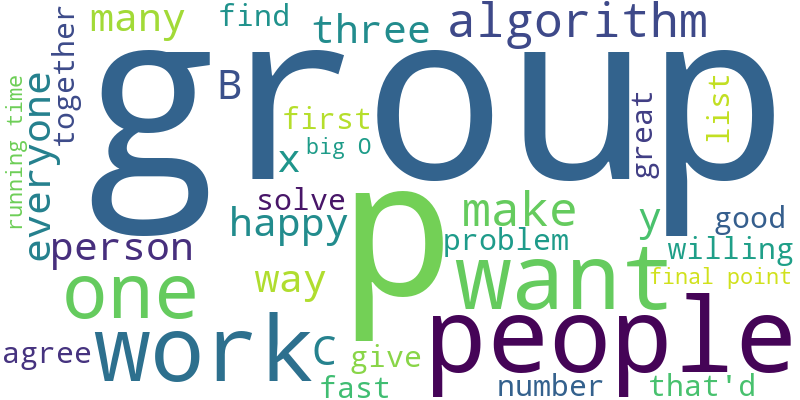 many
find
three
algorithm
together
group
B
everyone
running time
first
big O
x
great
list
p
solve
happy
person
make
y
good
problem
willing
want
way
final point
one
work
C
people
agree
give
fast
number
that'd